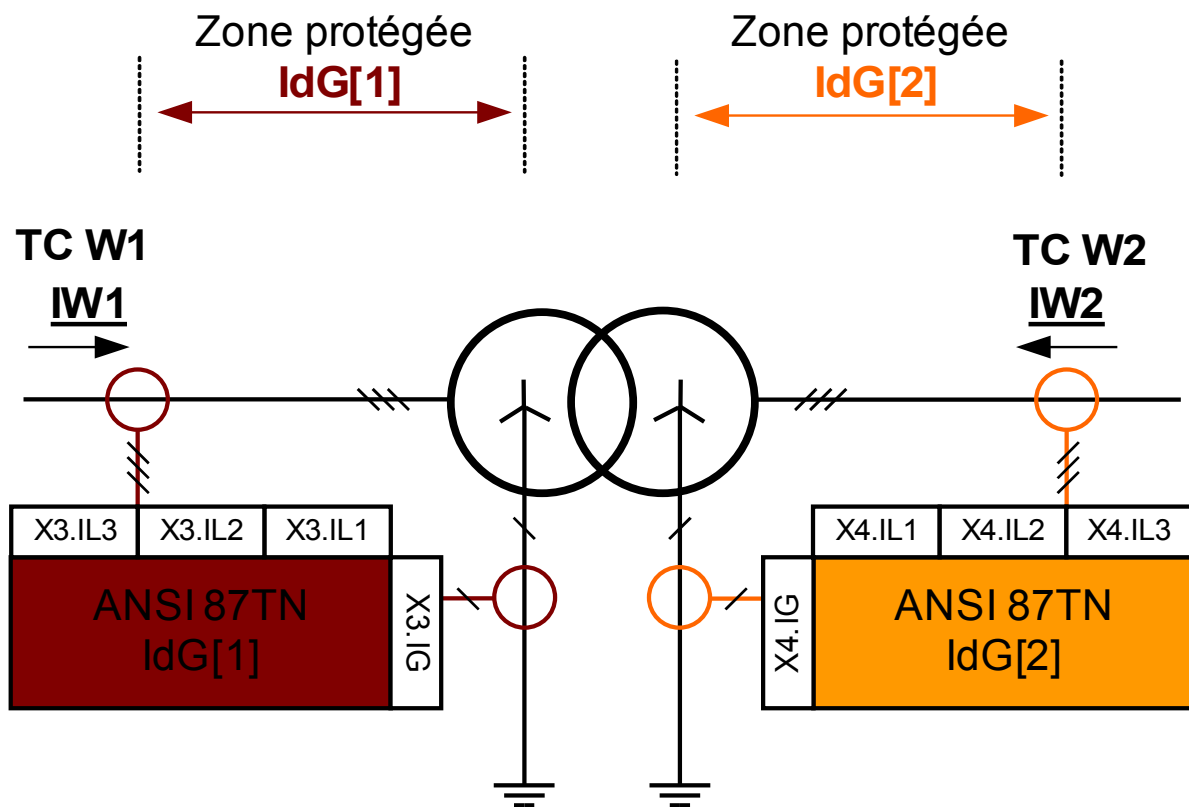 Zone protégée
IdG[1]
Zone protégée
IdG[2]
TC W1
IW1
TC W2
IW2
X3.IL3
X3.IL2
X3.IL1
X4.IL1
X4.IL2
X4.IL3
ANSI 87TN
IdG[1]
X3.IG
X4.IG
ANSI 87TN
IdG[2]